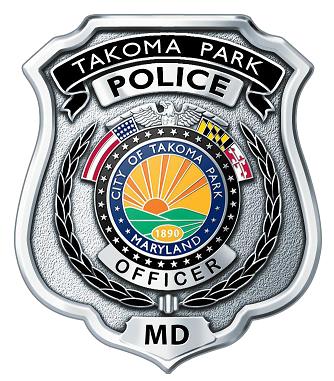 TAKOMA PARK
POLICE
CITY OF TAKOMA PARK
MARYLAND
1890
OFFICER
MD